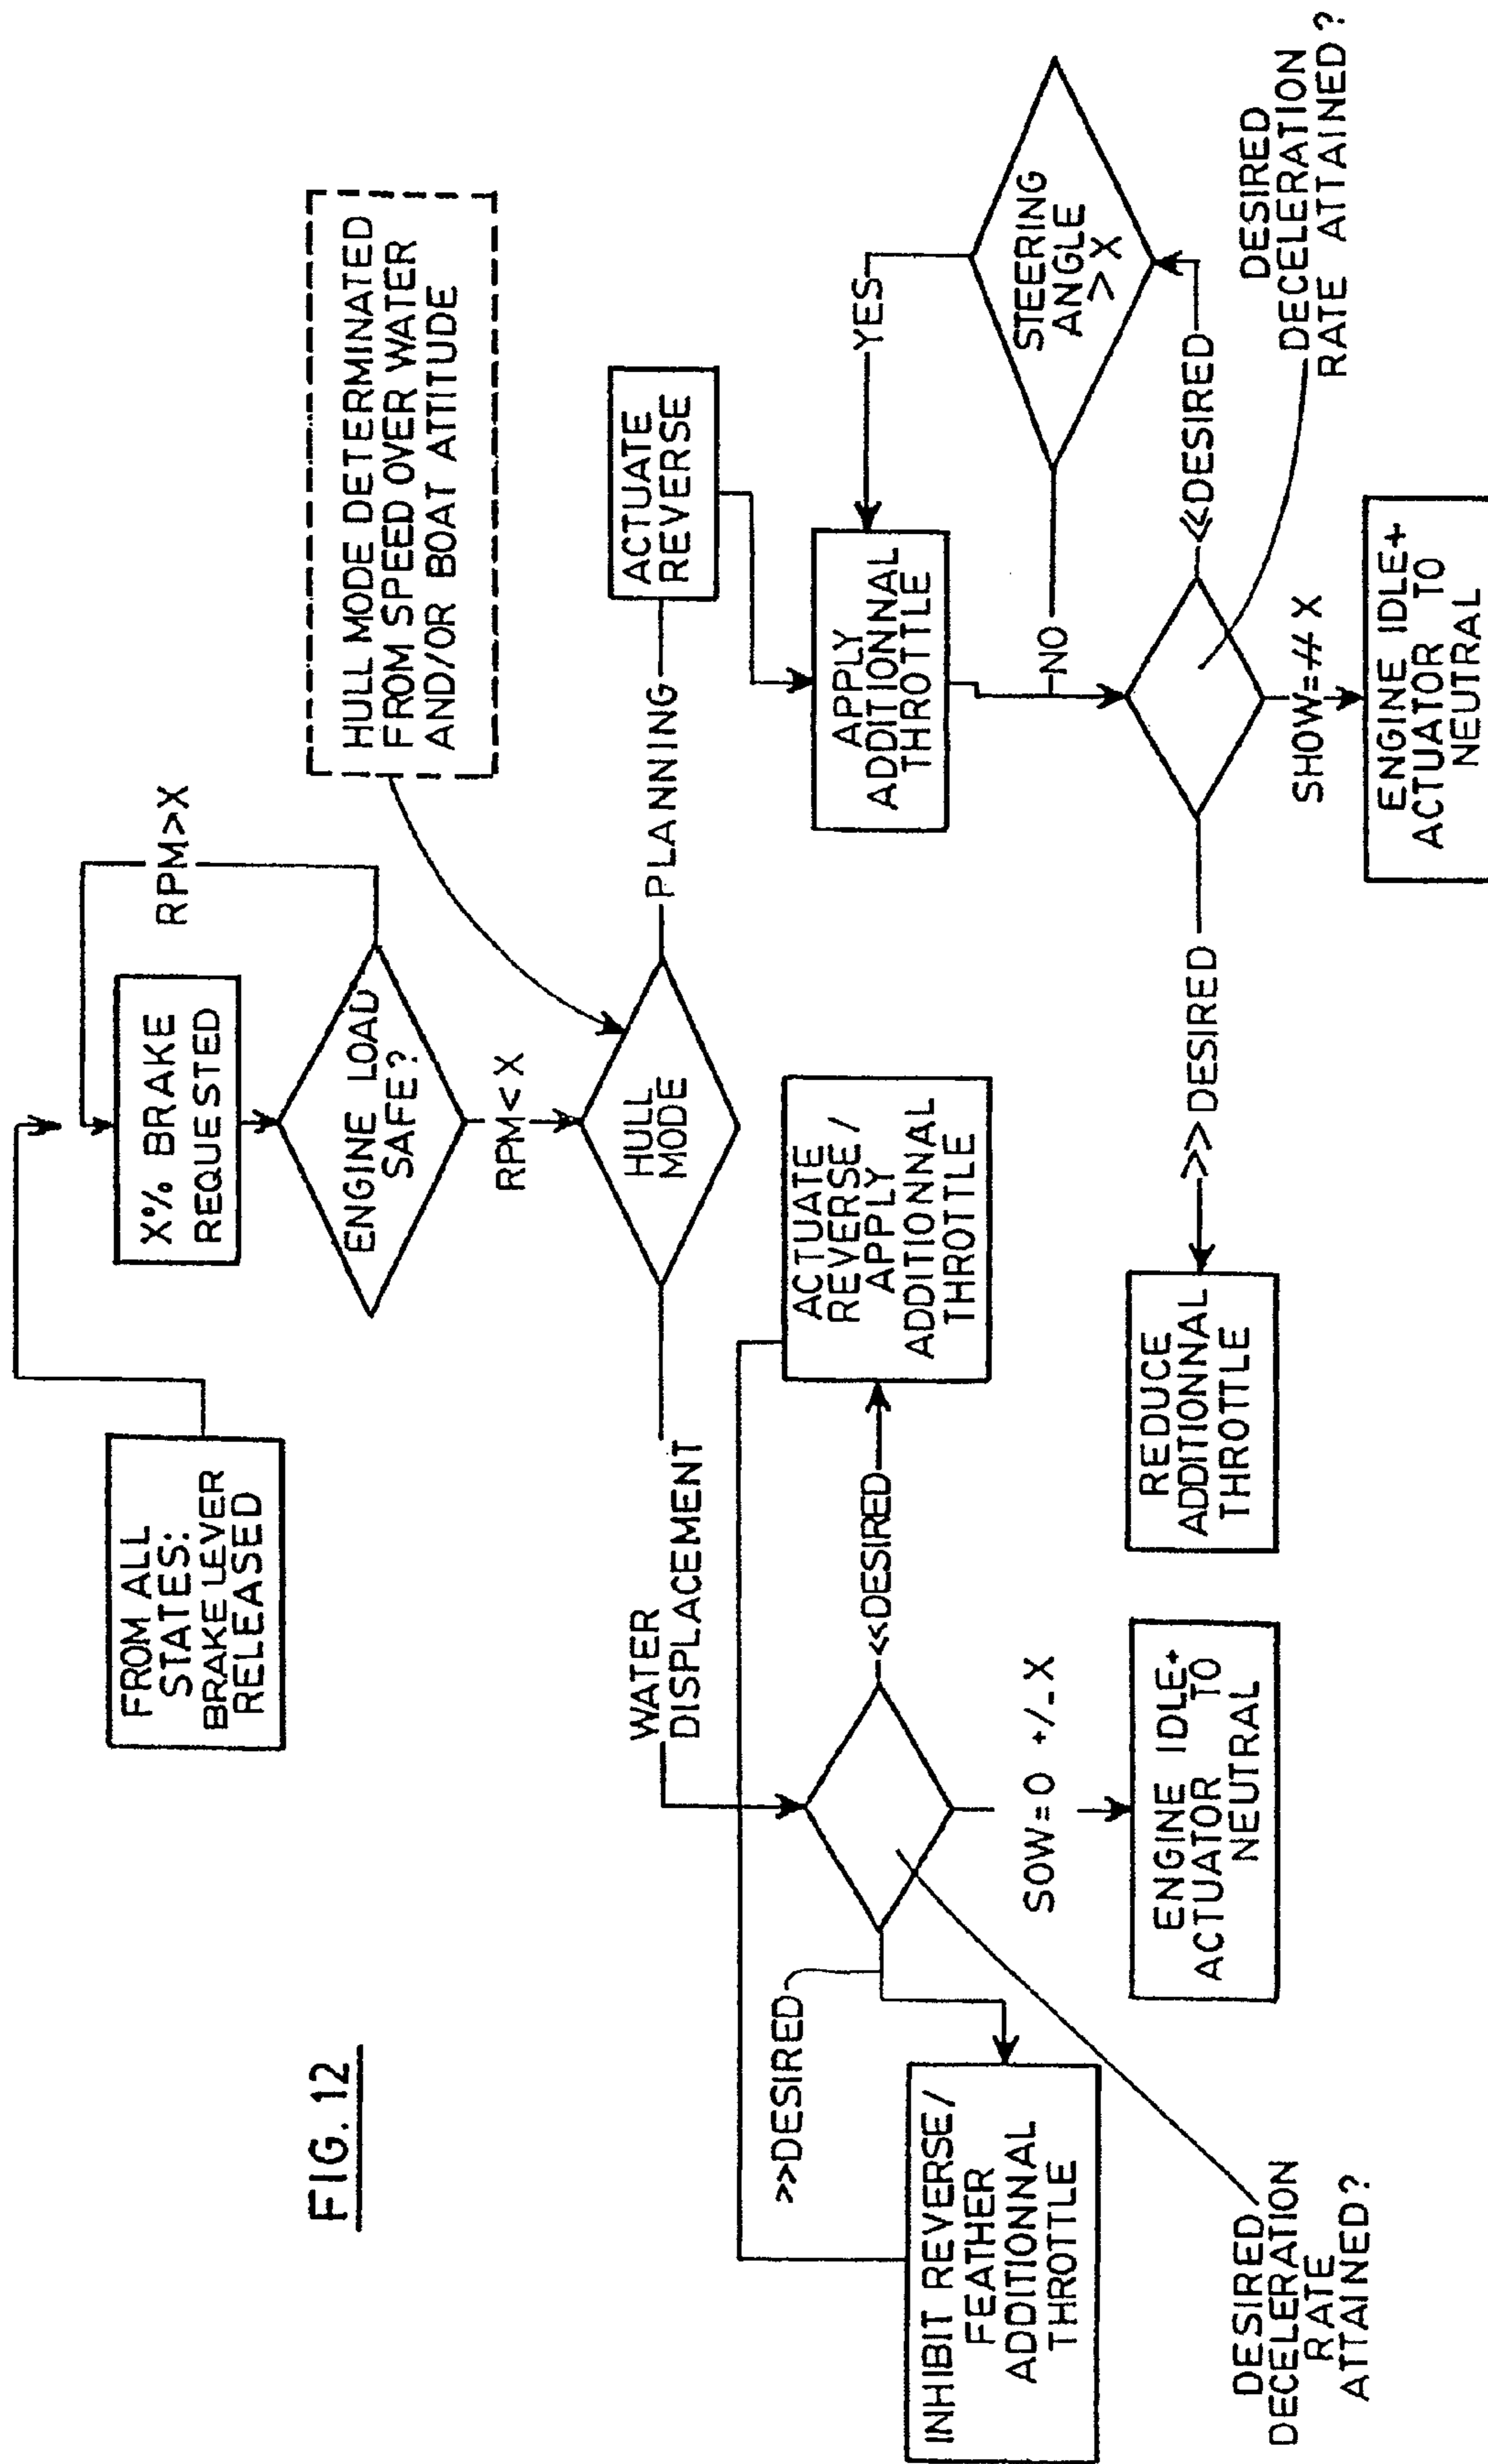 FIG. 12
FROM ALL
STATES:
BRAKE LEVER
RELEASED
X% BRAKE
REQUESTED
RPM>X
ENGINE LOAD
SAFE?
RPM<X
HULL MODE DETERMINATED
FROM SPEED OVER WATER
AND/OR BOAT ATTITUDE
HULL
MODE
WATER
DISPLACEMENT
PLANNING
ACTUATE
REVERSE
>>DESIRED
<<DESIRED
ACTUATE
REVERSE/
APPLY
ADDITIONNAL
THROTTLE
INHIBIT REVERSE/
FEATHER
ADDITIONNAL
THROTTLE
SOW=0 +/-X
ENGINE IDLE+
ACTUATOR TO
NEUTRAL
DESIRED
DECELERATION
RATE
ATTAINED?
APPLY
ADDITIONNAL
THROTTLE
YES
STEERING
ANGLE
>X
NO
<<DESIRED
>>DESIRED
REDUCE
ADDITIONNAL
THROTTLE
SHOW=# X
ENGINE IDLE+
ACTUATOR TO
NEUTRAL
DESIRED
DECELERATION
RATE ATTAINED?